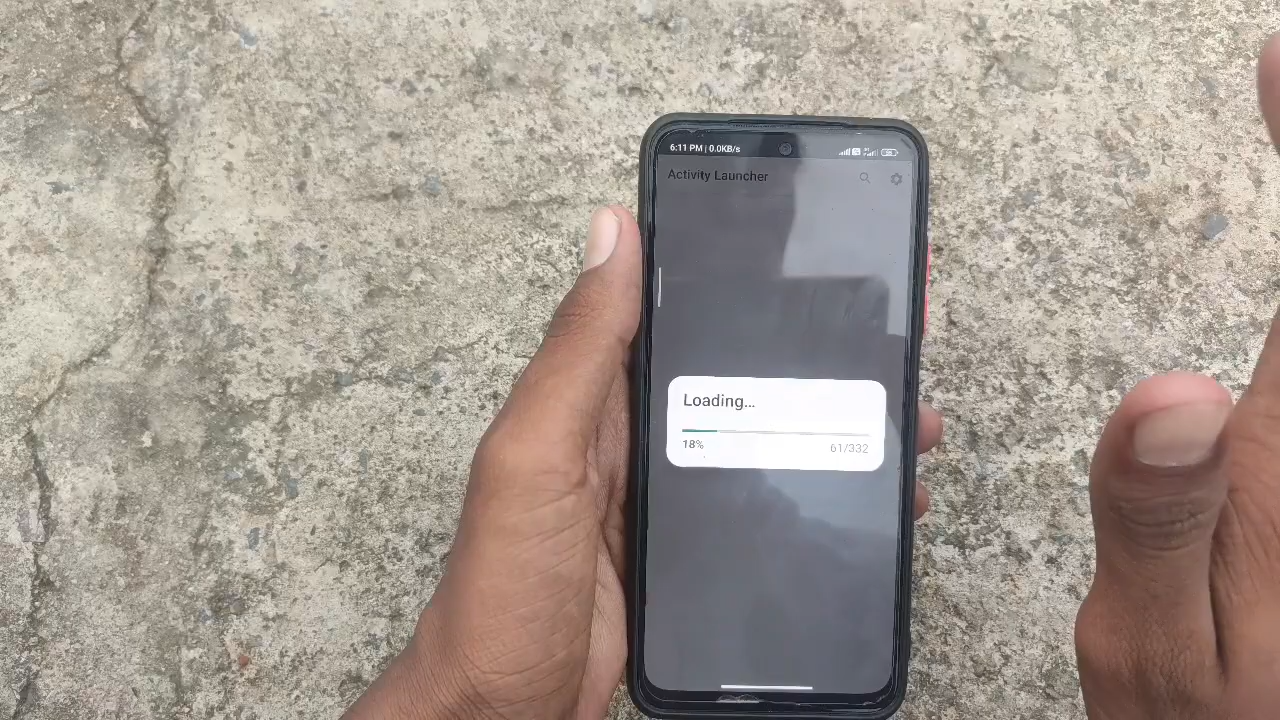 6:11 PM | 0.0KB/s
Activity Launcher
Loading...
18%
61/332